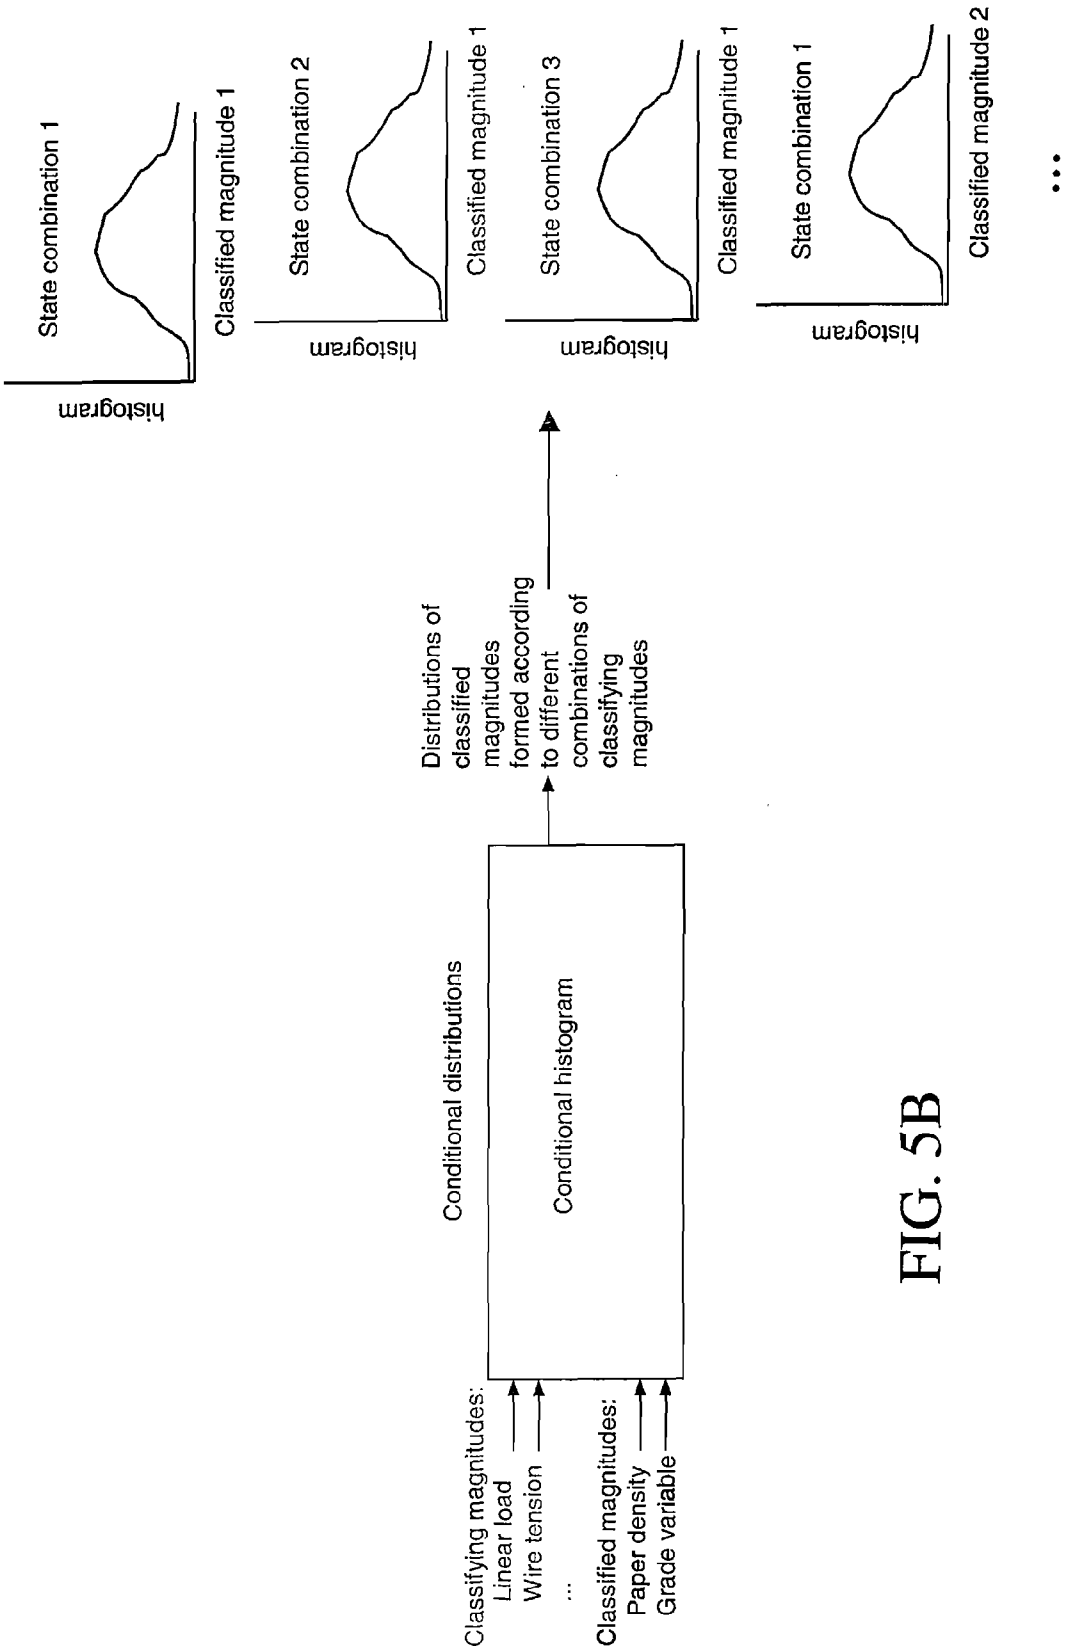 Classifying magnitudes:
Linear load
Wire tension
...
Classified magnitudes:
Paper density
Grade variable
Conditional distributions
Conditional histogram
Distributions of
classified
magnitudes
formed according
to different
combinations of
classifying
magnitudes
State combination 1
histogram
Classified magnitude 1
State combination 2
histogram
Classified magnitude 1
State combination 3
histogram
Classified magnitude 1
State combination 1
histogram
Classified magnitude 2
...
FIG. 5B